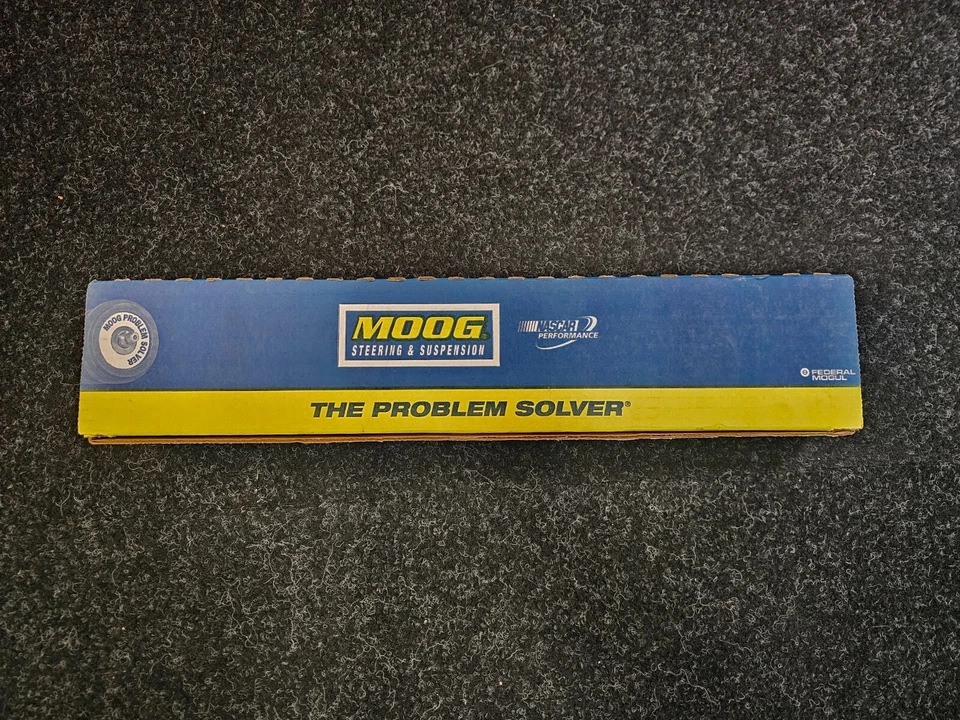 MOOG PROBLEM SOLVER
MOOG®
STEERING & SUSPENSION
NASCAR
PERFORMANCE
FEDERAL
MOGUL
THE PROBLEM SOLVER®